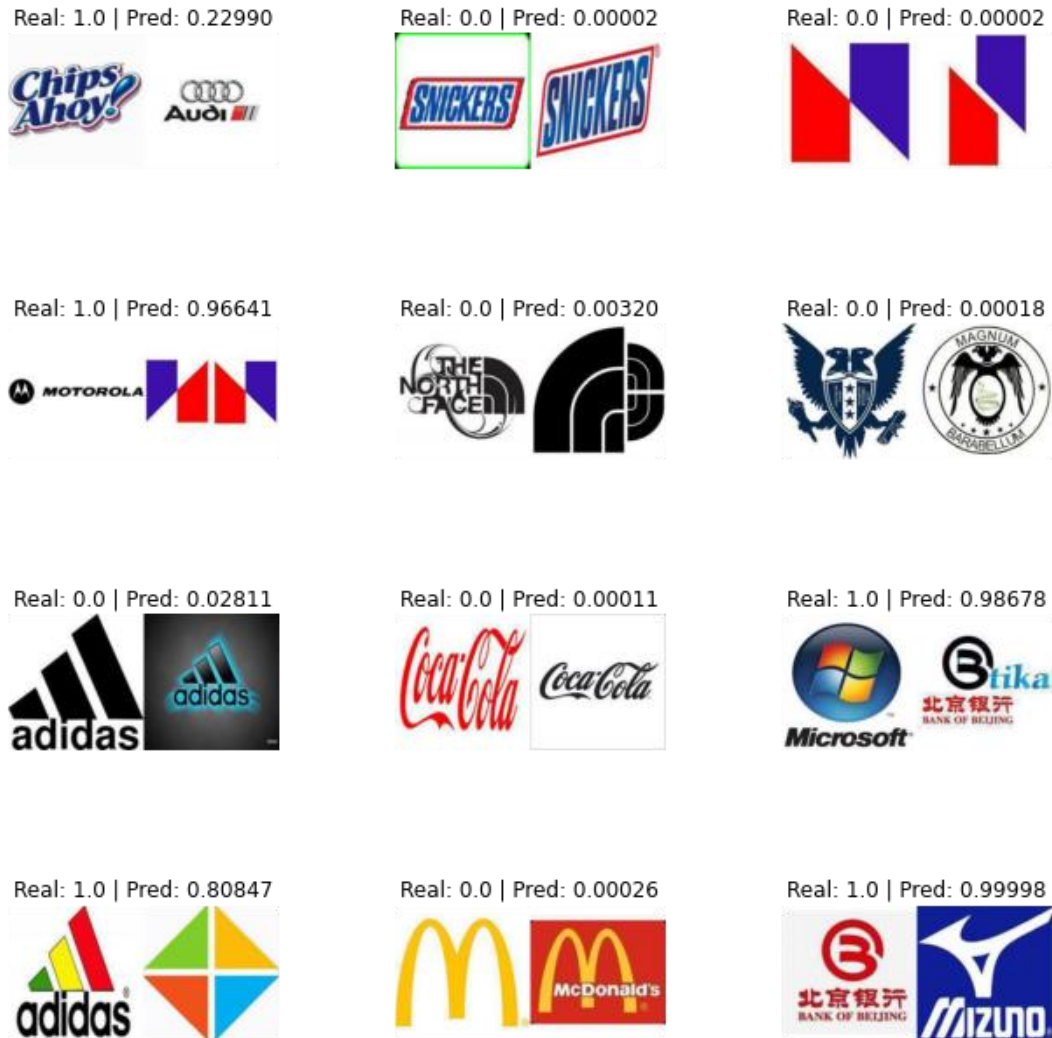 Real: 1.0 | Pred: 0.22990
Real: 0.0 | Pred: 0.00002
Real: 0.0 | Pred: 0.00002
Chips
Ahoy!
Audi
SNICKERS
SNICKERS
Real: 1.0 | Pred: 0.96641
Real: 0.0 | Pred: 0.00320
Real: 0.0 | Pred: 0.00018
MOTOROLA
THE
NORTH
FACE
MAGNUM
BARABELLUM
Real: 0.0 | Pred: 0.02811
Real: 0.0 | Pred: 0.00011
Real: 1.0 | Pred: 0.98678
adidas
adidas
Coca-Cola
Coca-Cola
Microsoft
Btika
北京银行
BANK OF BEIJING
Real: 1.0 | Pred: 0.80847
Real: 0.0 | Pred: 0.00026
Real: 1.0 | Pred: 0.99998
adidas
McDonald's
北京银行
BANK OF BEIJING
MIZUNO